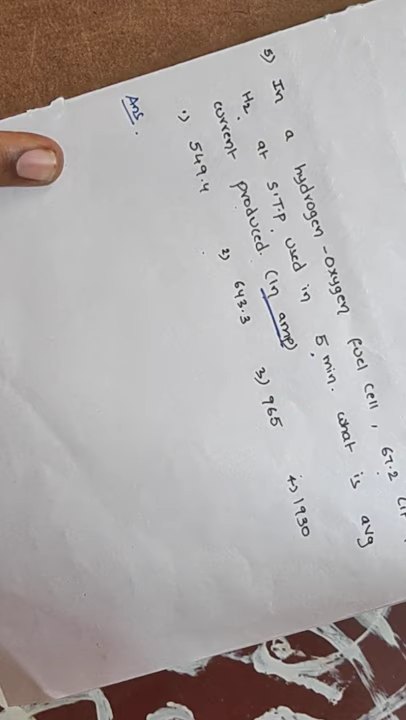 5) In a hydrogen-oxygen fuel cell, 67.2 lit
H₂. at S.T.P. used in 5 min. what is avg
current produced. (In amp)
1) 549.4 2) 643.3 3) 965 4) 1930
Ans.